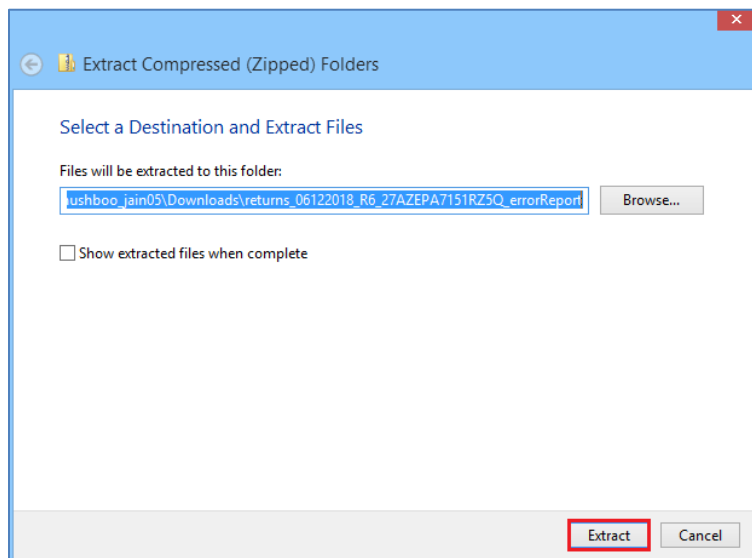 Extract Compressed (Zipped) Folders
Select a Destination and Extract Files
Files will be extracted to this folder:
ushboo_jain05\Downloads\returns_06122018_R6_27AZEPA7151RZ5Q_errorReport Browse...
Show extracted files when complete
Extract Cancel